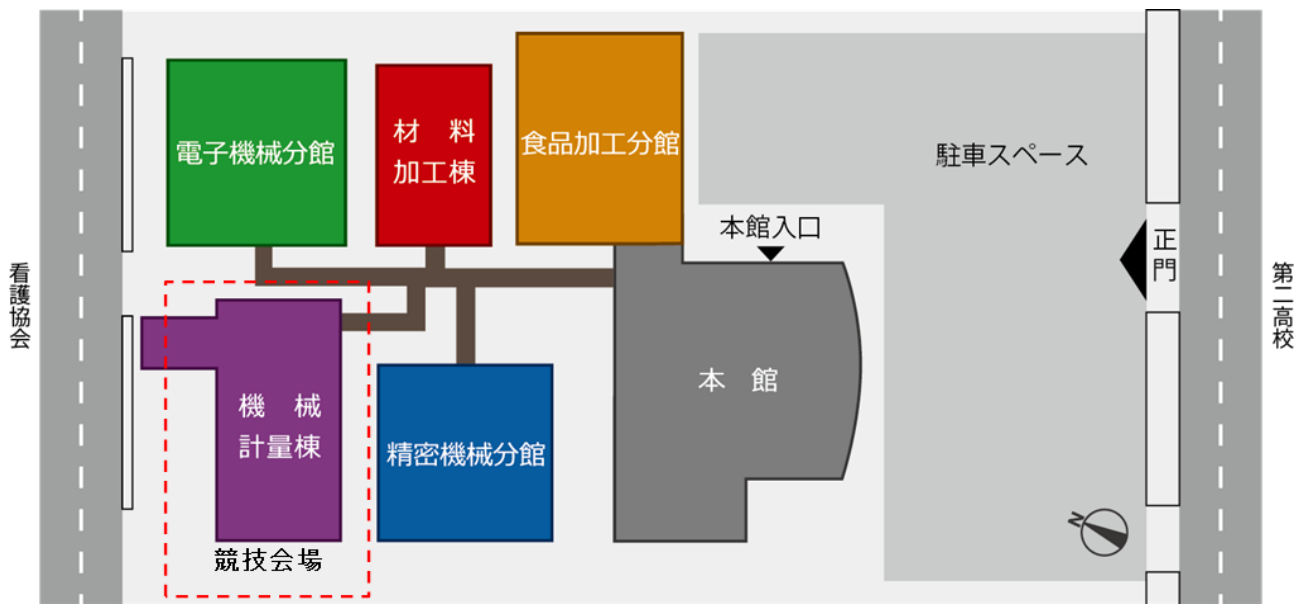 電子機械分館
材　料
加工棟
食品加工分館
駐車スペース
本館入口
正門
看護協会
第二高校
機　械
計量棟
精密機械分館
本　館
競技会場
N